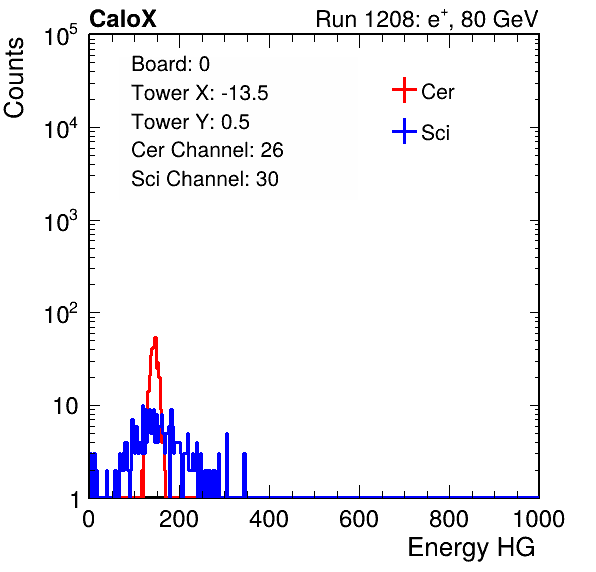 CaloX Run 1208: e⁺, 80 GeV
Counts
10⁵
10⁴
10³
10²
10
1
Board: 0
Tower X: -13.5
Tower Y: 0.5
Cer Channel: 26
Sci Channel: 30
Cer
Sci
0 200 400 600 800 1000
Energy HG